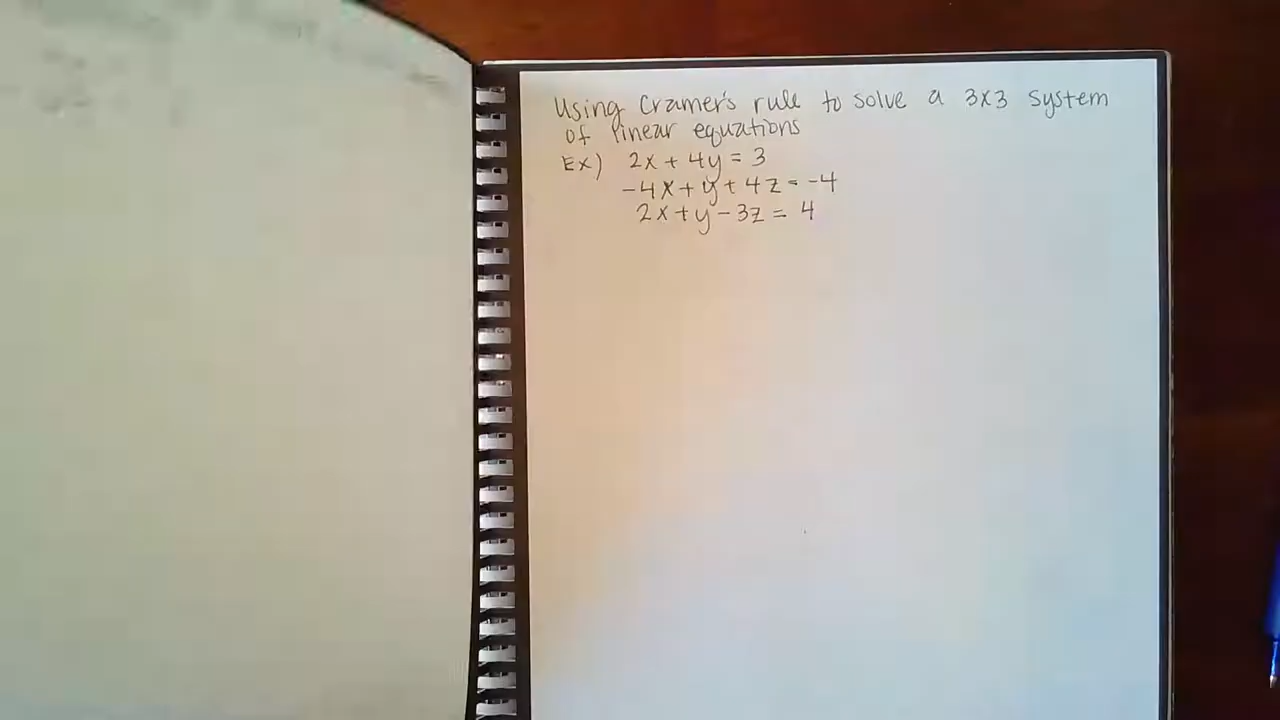 Using Cramer's rule to solve a 3x3 system
of linear equations
Ex) 2x + 4y = 3
-4x + y + 4z = -4
2x + y - 3z = 4